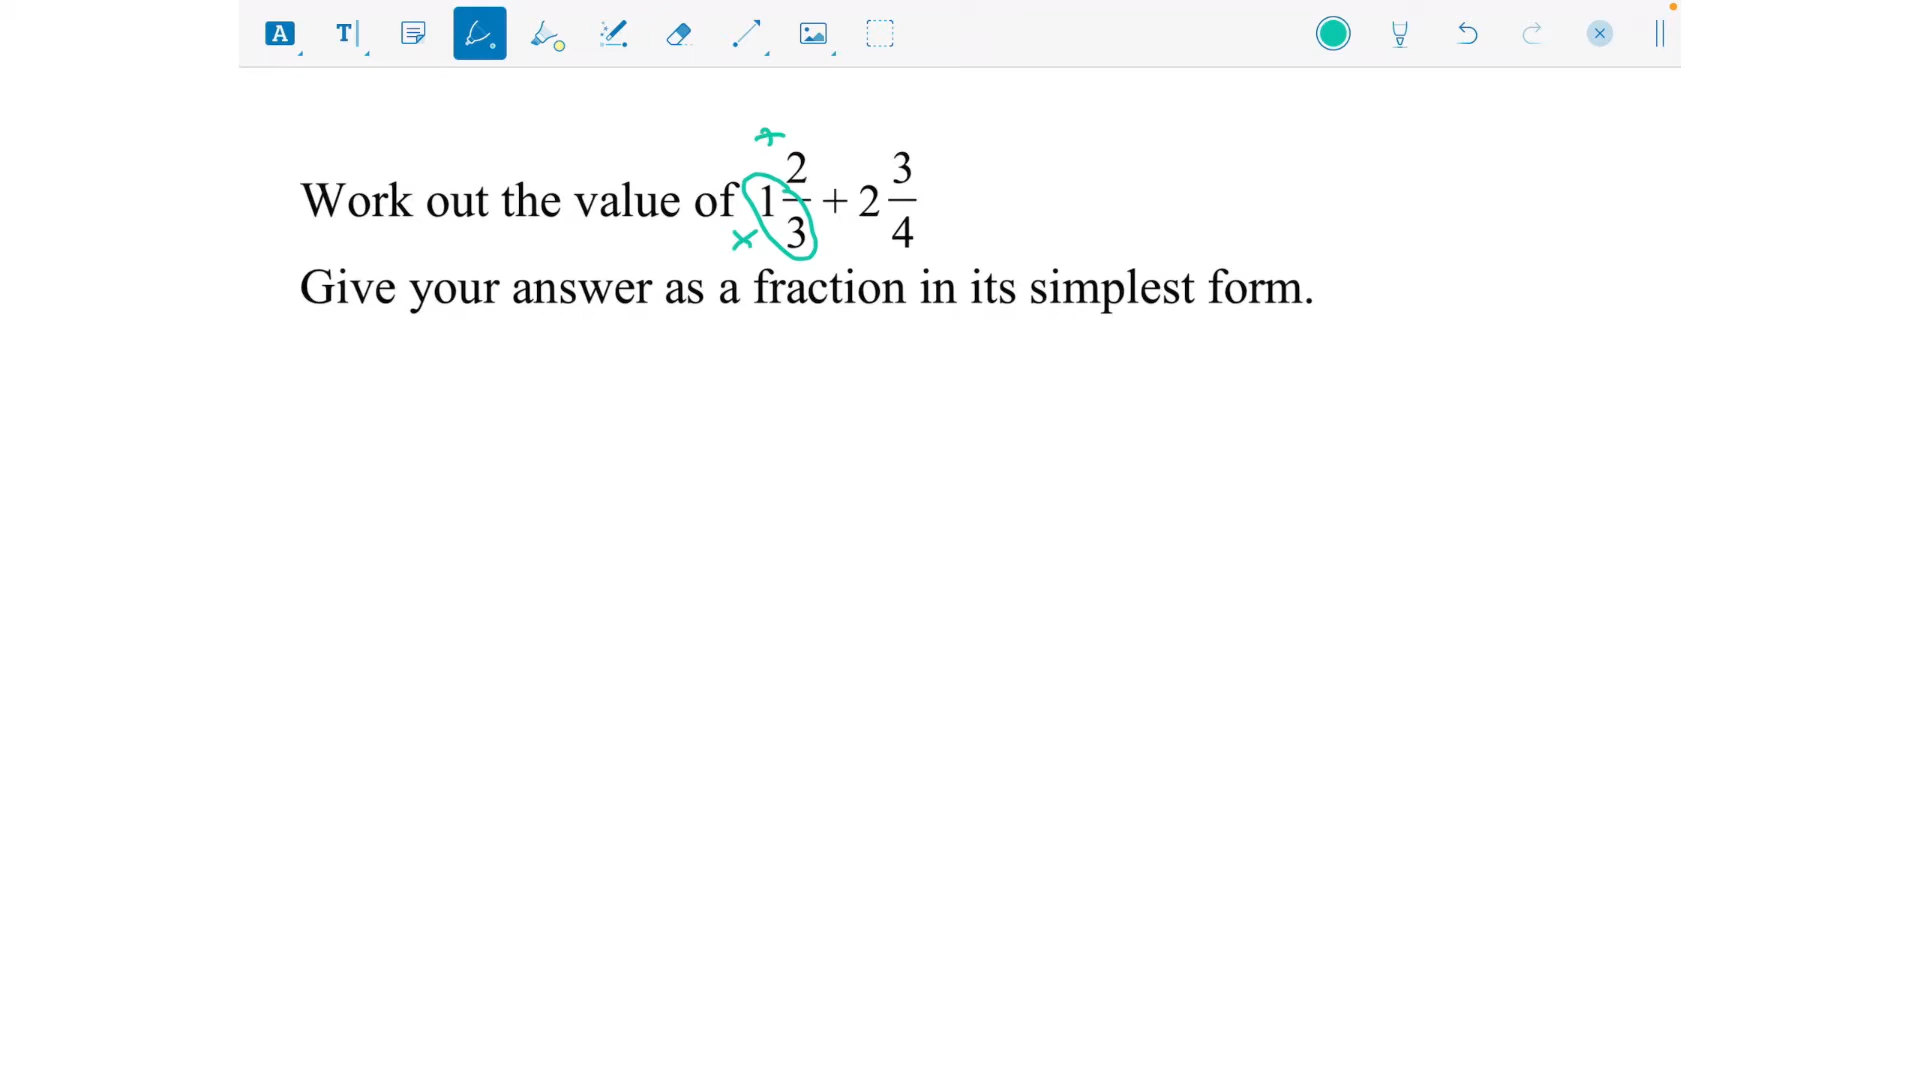 A T
+
Work out the value of 1 2/3 + 2 3/4
×
Give your answer as a fraction in its simplest form.